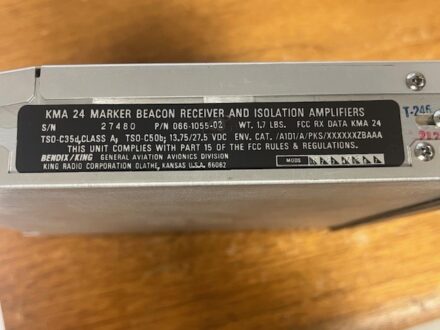 KMA 24 MARKER BEACON RECEIVER AND ISOLATION AMPLIFIERS
S/N 27480 P/N 066-1055-02 WT. 1.7 LBS. FCC RX DATA KMA 24
TSO-C35d, CLASS A, TSO-C50b; 13.75/27.5 VDC ENV. CAT. /A1D1/A/PKS/XXXXXXZBAAA
THIS UNIT COMPLIES WITH PART 15 OF THE FCC RULES & REGULATIONS.
BENDIX/KING GENERAL AVIATION AVIONICS DIVISION
KING RADIO CORPORATION OLATHE, KANSAS U.S.A. 66062
MODS
T-246